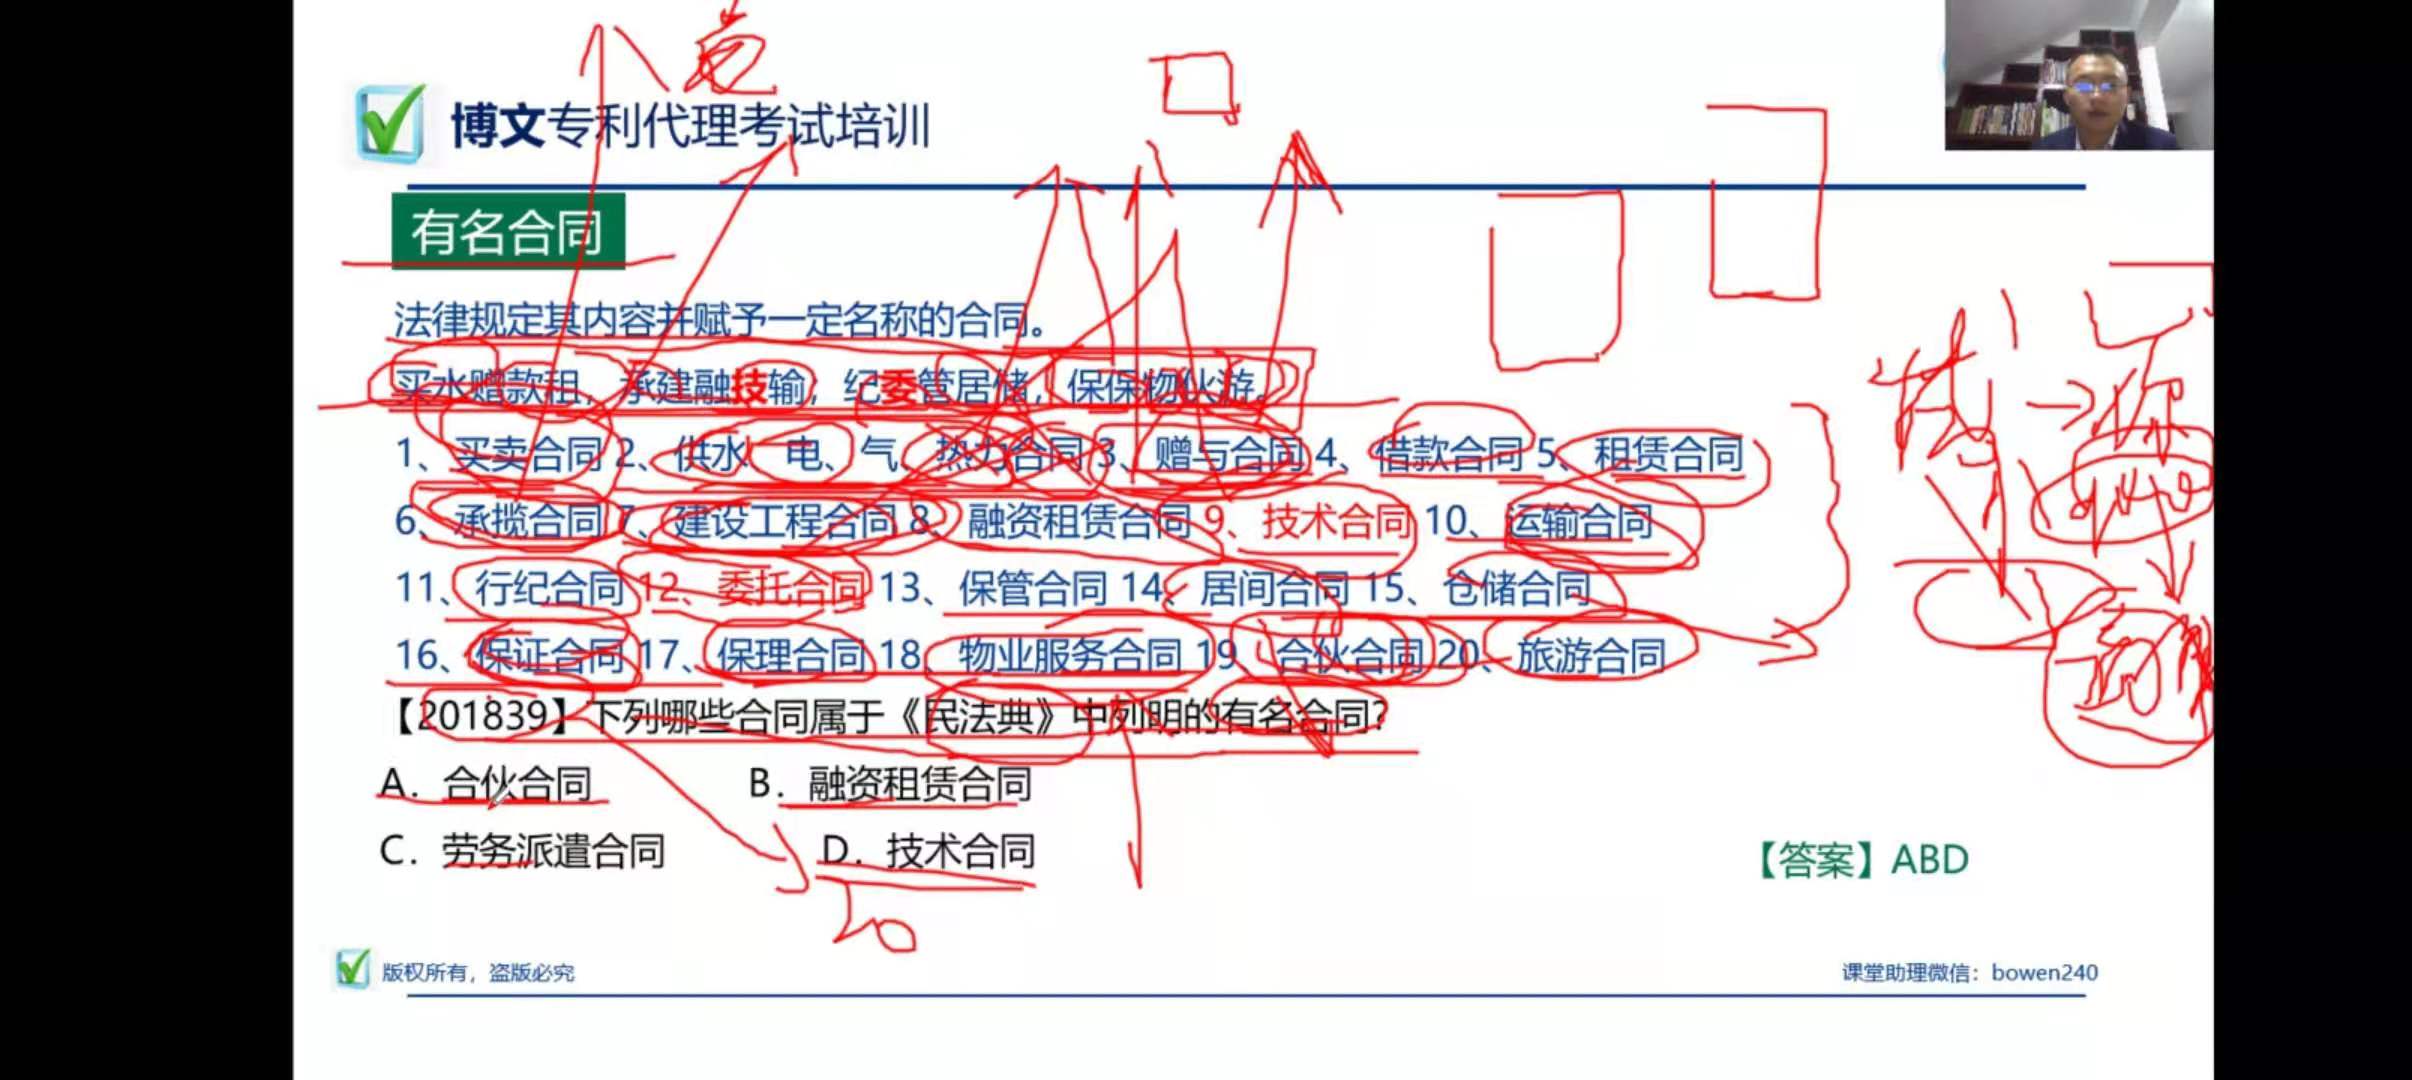 博文专利代理考试培训
有名合同
法律规定其内容并赋予一定名称的合同。
买水赠款租，承建融技输；纪委管居储，保保物伙游。
1、买卖合同 2、供水、电、气、热力合同 3、赠与合同 4、借款合同 5、租赁合同
6、承揽合同 7、建设工程合同 8、融资租赁合同 9、技术合同 10、运输合同
11、行纪合同 12、委托合同 13、保管合同 14、居间合同 15、仓储合同
16、保证合同 17、保理合同 18、物业服务合同 19、合伙合同 20、旅游合同
【201839】下列哪些合同属于《民法典》中列明的有名合同?
A. 合伙合同 B. 融资租赁合同
C. 劳务派遣合同 D. 技术合同
【答案】ABD
20
版权所有，盗版必究
课堂助理微信：bowen240